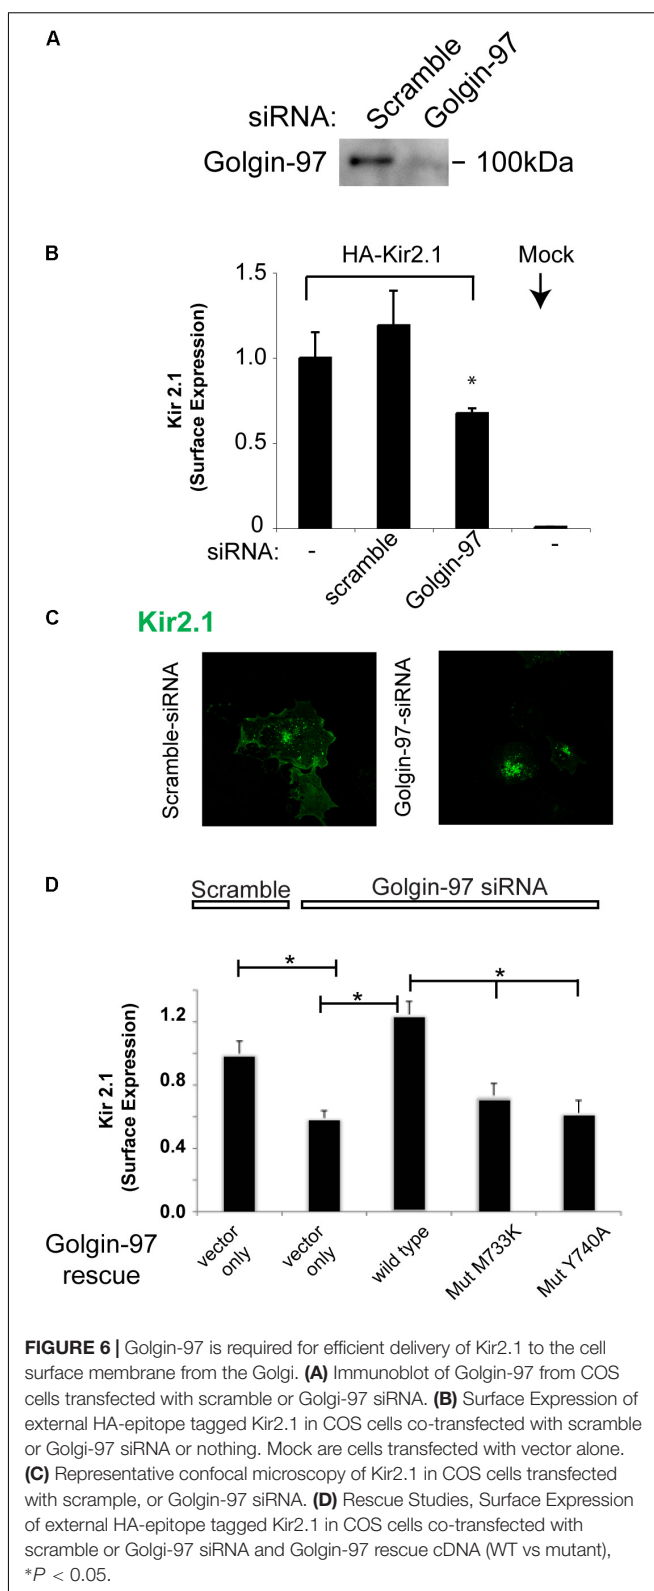 A
Scramble
Golgin-97
siRNA:
Golgin-97
– 100kDa
B
HA-Kir2.1
Mock
1.5
1.0
0.5
0
Kir 2.1
(Surface Expression)
*
siRNA:
-
scramble
Golgin-97
-
C
Kir2.1
Scramble-siRNA
Golgin-97-siRNA
D
Scramble
Golgin-97 siRNA
*
*
*
1.2
0.8
0.4
0.0
Kir 2.1
(Surface Expression)
Golgin-97
rescue
vector
only
vector
only
wild type
Mut M733K
Mut Y740A
FIGURE 6 | Golgin-97 is required for efficient delivery of Kir2.1 to the cell
surface membrane from the Golgi. (A) Immunoblot of Golgin-97 from COS
cells transfected with scramble or Golgi-97 siRNA. (B) Surface Expression of
external HA-epitope tagged Kir2.1 in COS cells co-transfected with scramble
or Golgi-97 siRNA or nothing. Mock are cells transfected with vector alone.
(C) Representative confocal microscopy of Kir2.1 in COS cells transfected
with scrample, or Golgin-97 siRNA. (D) Rescue Studies, Surface Expression
of external HA-epitope tagged Kir2.1 in COS cells co-transfected with
scramble or Golgi-97 siRNA and Golgin-97 rescue cDNA (WT vs mutant),
*P < 0.05.